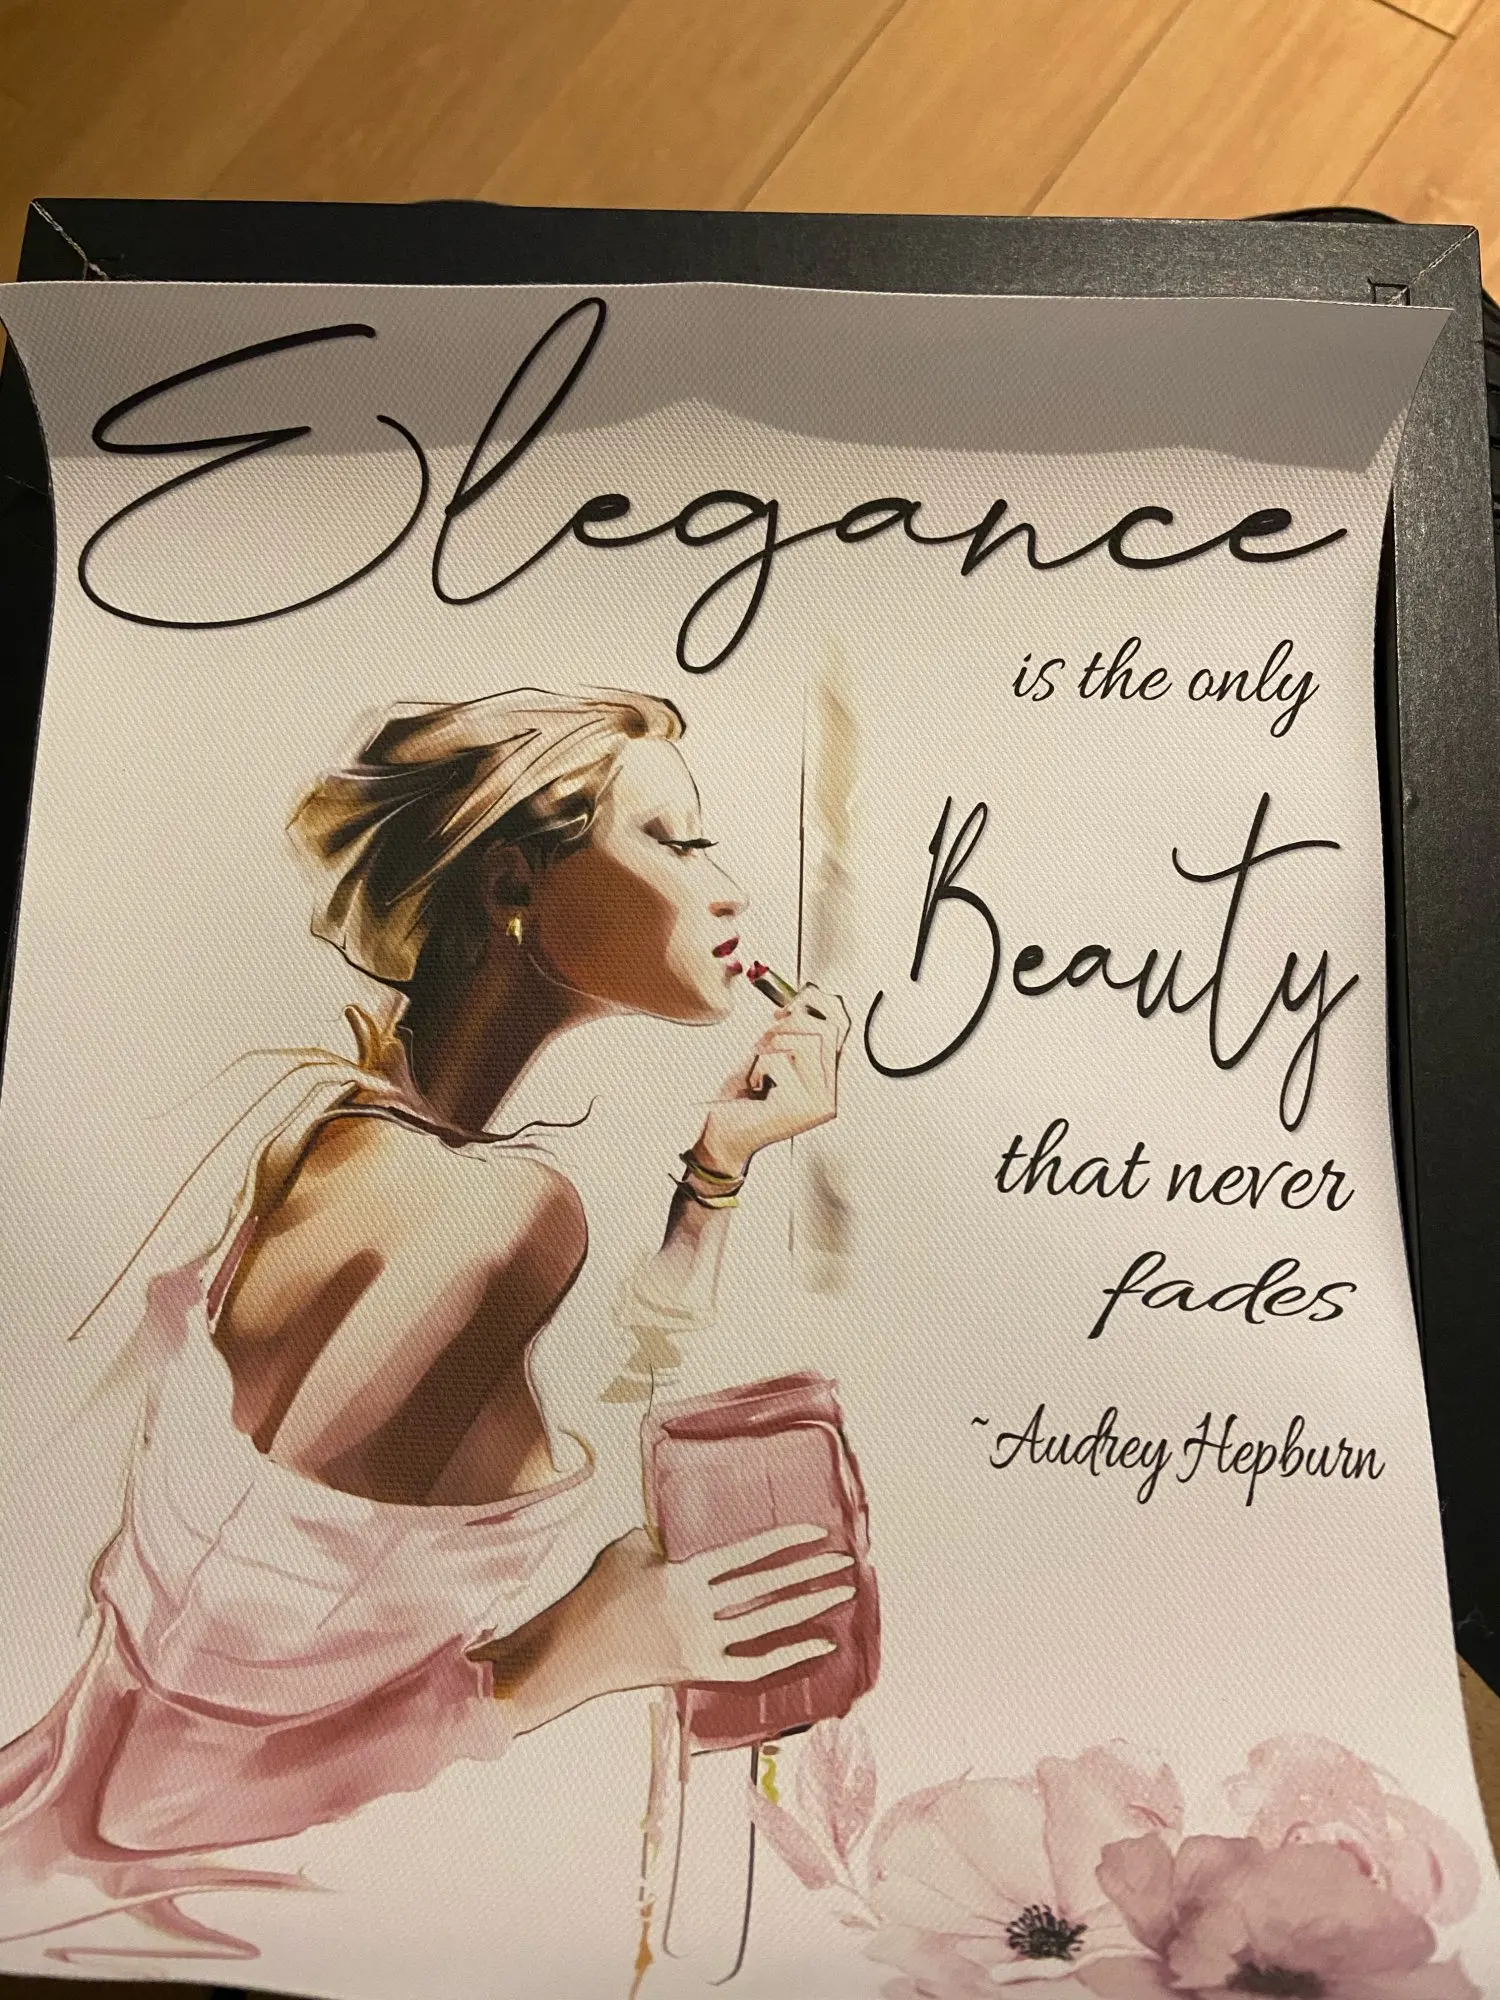 Elegance
is the only
Beauty
that never
fades
~Audrey Hepburn